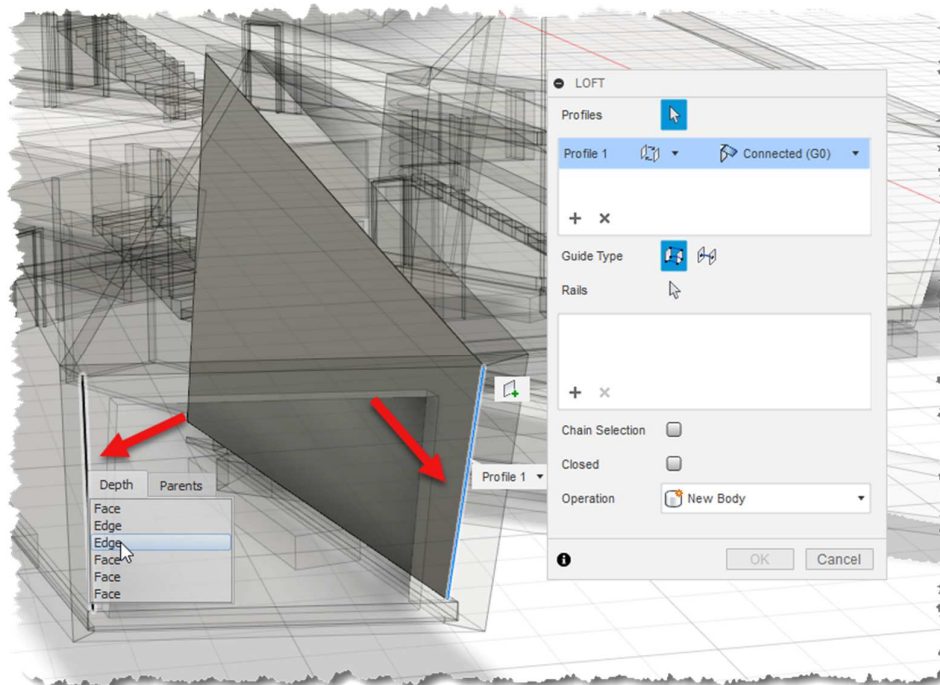 LOFT
Profiles
Profile 1 Connected (G0)
Guide Type
Rails
Chain Selection
Closed
Operation New Body
OK Cancel
Profile 1
Depth Parents
Face
Edge
Edge
Face
Face
Face